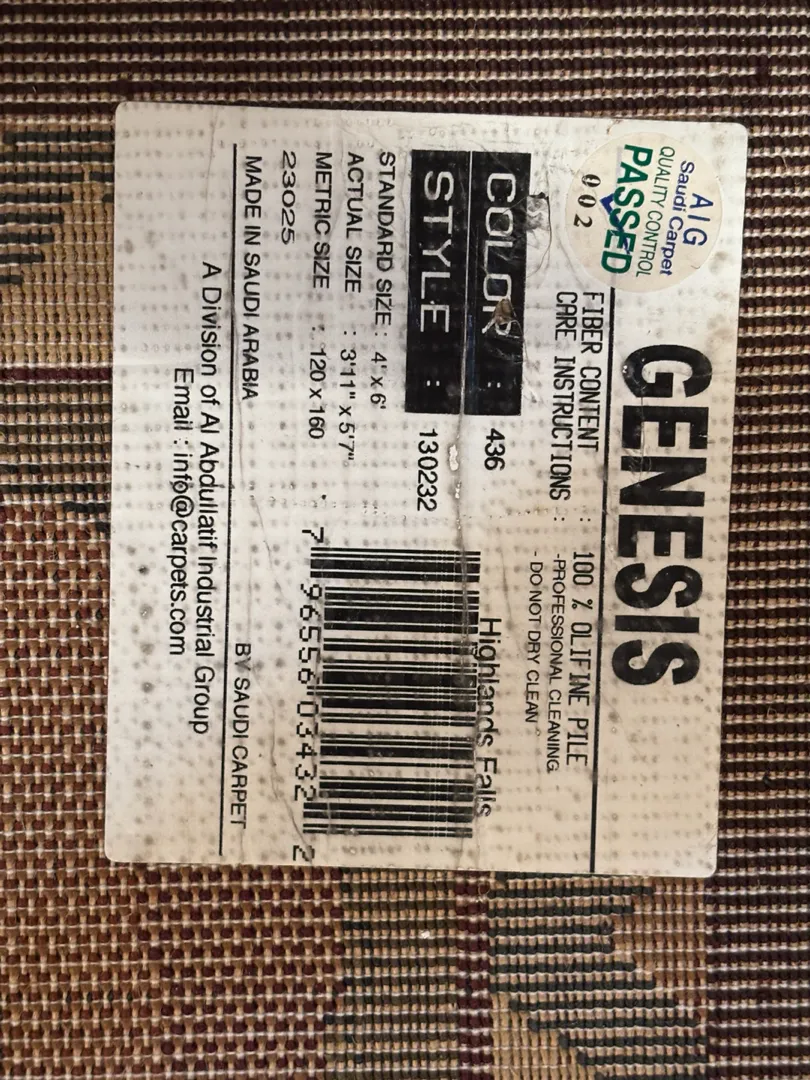 GENESIS
AIG
Saudi Carpet
QUALITY CONTROL
PASSED
002
FIBER CONTENT : 100 % OLIFINE PILE
CARE INSTRUCTIONS : -PROFESSIONAL CLEANING
- DO NOT DRY CLEAN
COLOR : 436
Highlands Falls
STYLE : 130232
STANDARD SIZE : 4' x 6'
ACTUAL SIZE : 3'11" x 5'7"
METRIC SIZE : 120 x 160
23025
7 96556 03432 2
MADE IN SAUDI ARABIA BY SAUDI CARPET
A Division of Al Abdullatif Industrial Group
Email : info@carpets.com